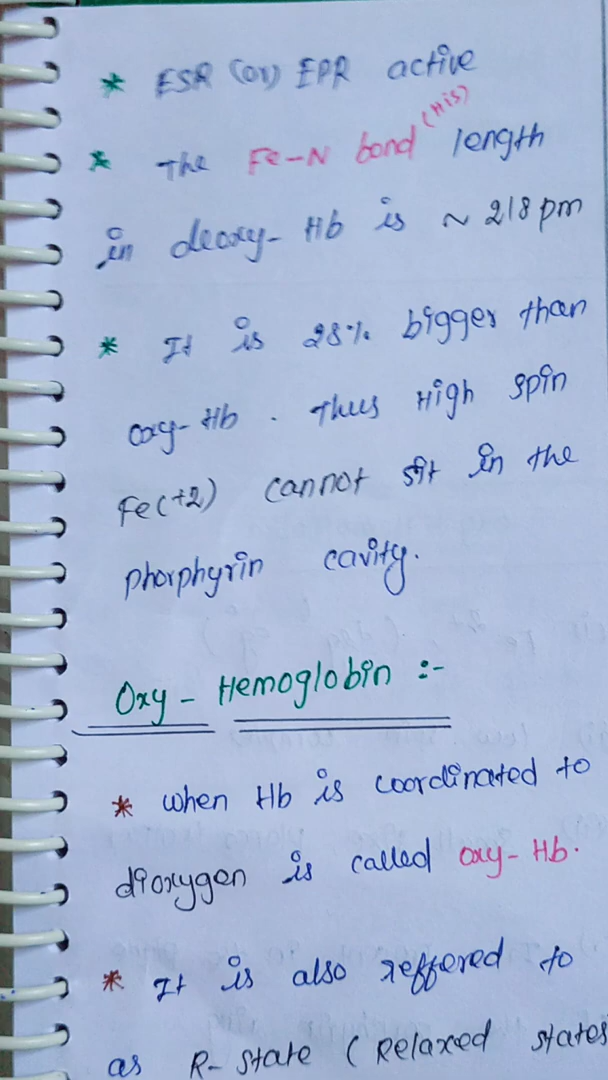 * ESR (or) EPR active
* The Fe-N bond (His) length
in deoxy- Hb is ~ 218 pm
* It is 28% bigger than
oxy- Hb . Thus High spin
Fe(+2) cannot sit in the
phorphyrin cavity.
Oxy - Hemoglobin :-
* when Hb is coordinated to
dioxygen is called oxy- Hb.
* It is also reffered to
as R- state ( Relaxed states